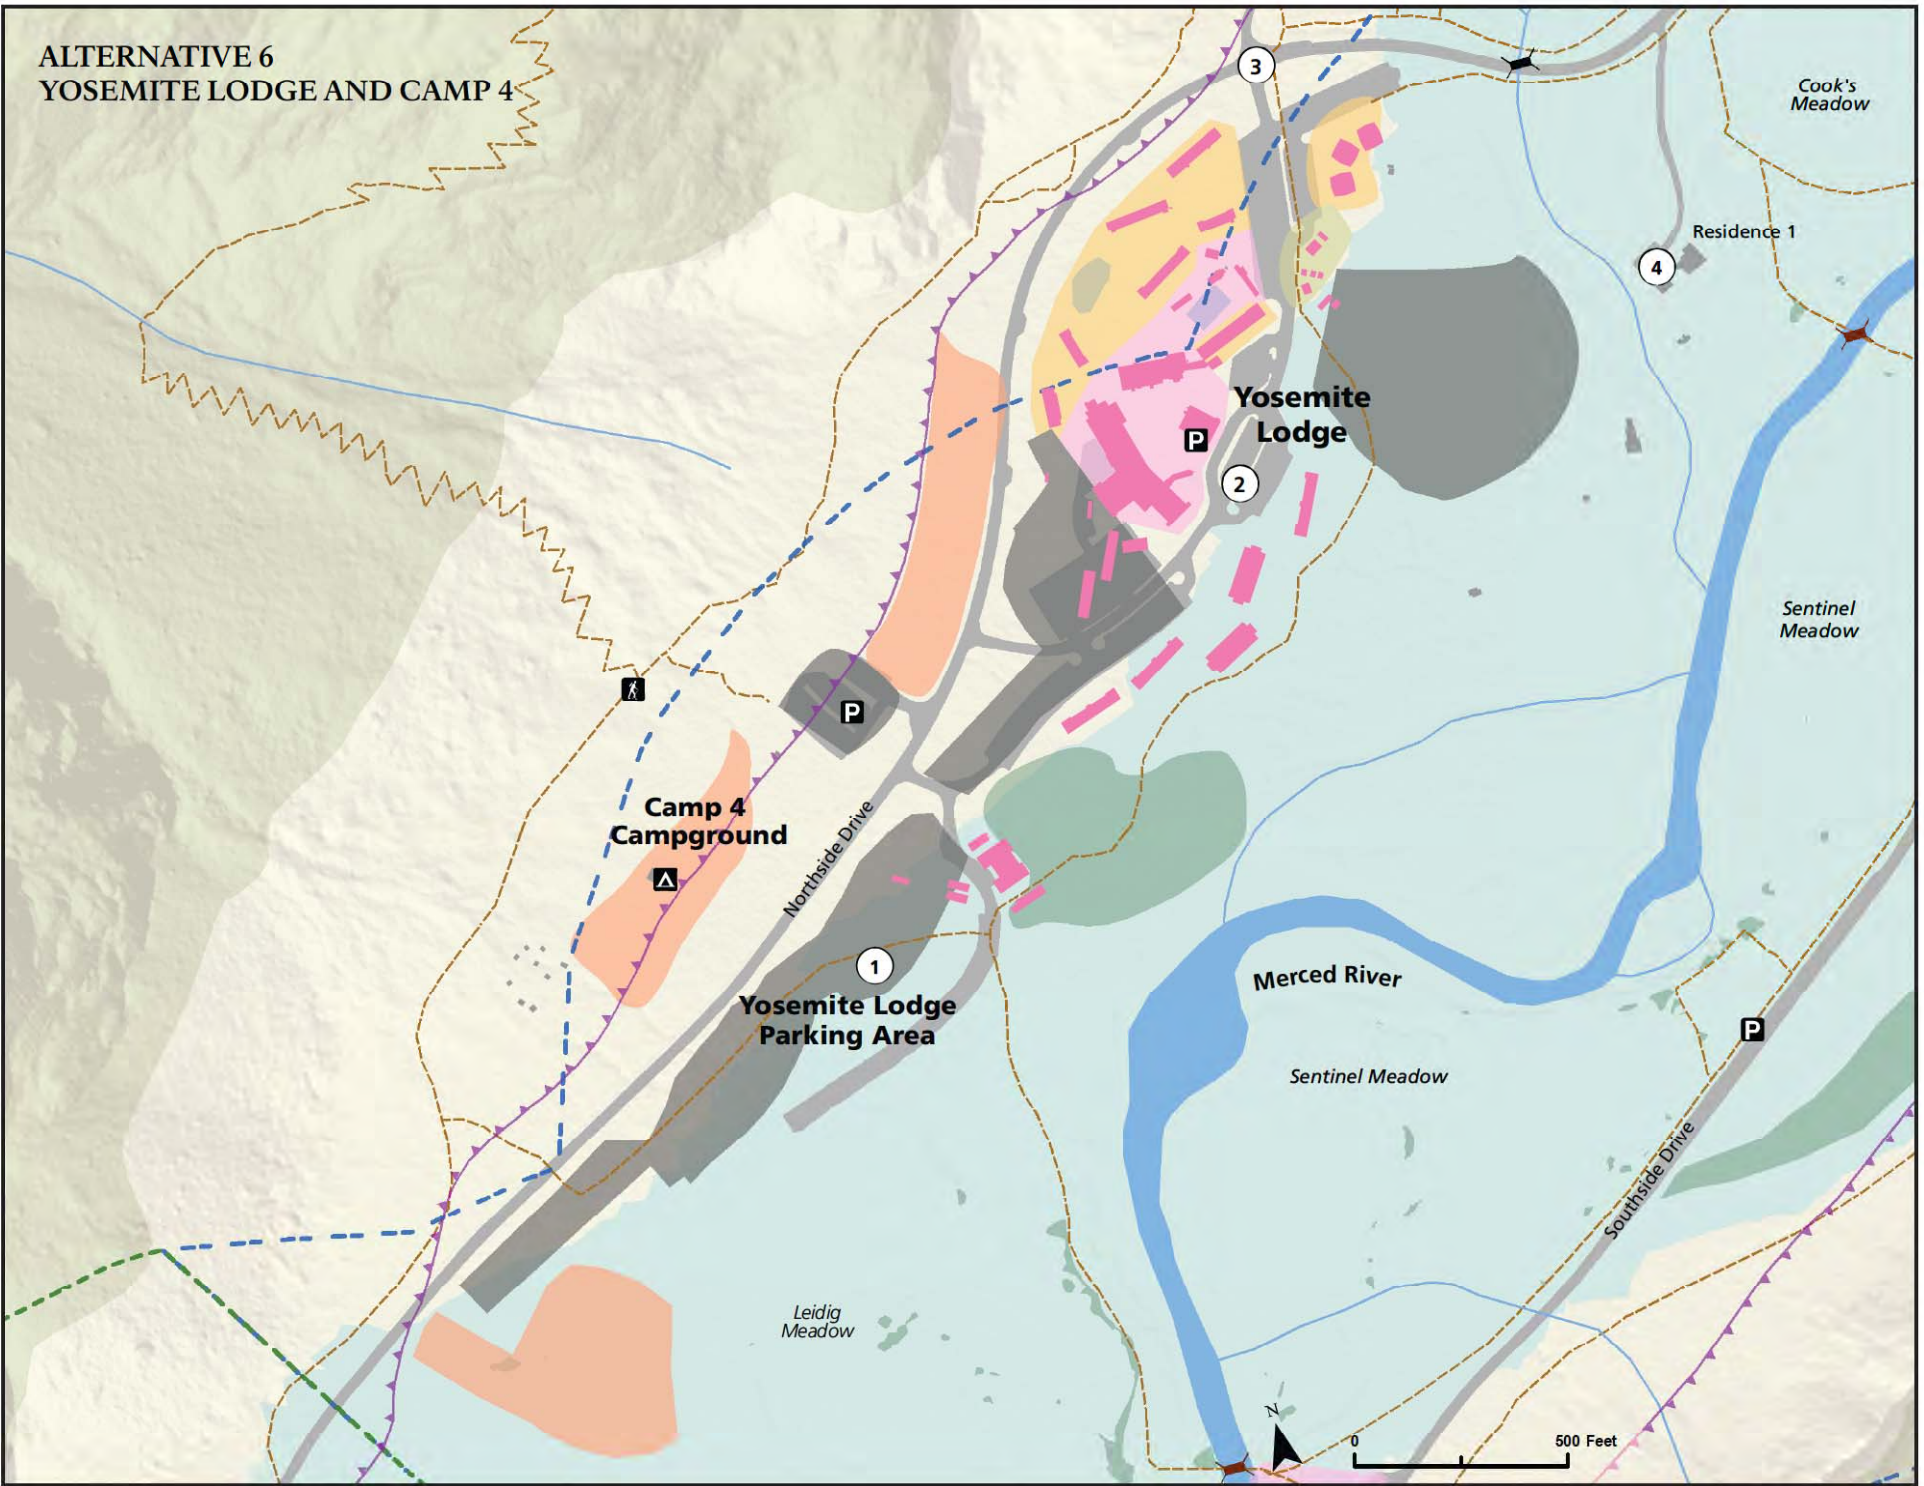 ALTERNATIVE 6
YOSEMITE LODGE AND CAMP 4
3
Cook's
Meadow
Residence 1
4
Yosemite
Lodge
P
2
Sentinel
Meadow
P
Camp 4
Campground
Northside Drive
1
Yosemite Lodge
Parking Area
Merced River
P
Sentinel Meadow
Southside Drive
Leidig
Meadow
N
0
500 Feet